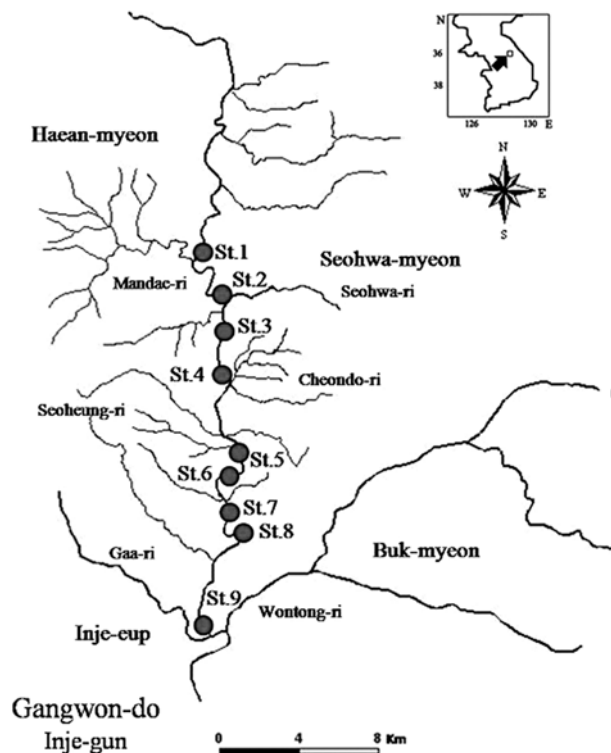 N
36
38
126
130
E
Haean-myeon
N
W
E
S
St.1
Seohwa-myeon
Mandae-ri
St.2
Seohwa-ri
St.3
St.4
Cheondo-ri
Seoheung-ri
St.5
St.6
St.7
St.8
Gaa-ri
Buk-myeon
St.9
Wontong-ri
Inje-eup
Gangwon-do
Inje-gun
0
4
8
Km